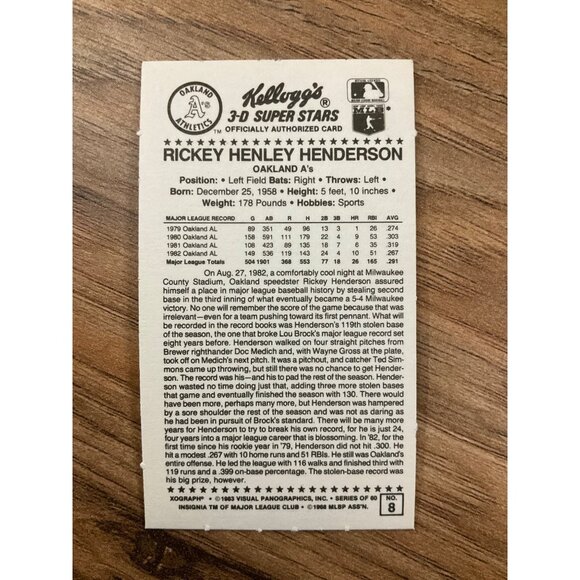 OAKLAND
A's
ATHLETICS
TM
Kellogg's®
3-D SUPER STARS
OFFICIALLY AUTHORIZED CARD
RICKEY HENLEY HENDERSON
OAKLAND A's
Position: • Left Field Bats: Right • Throws: Left •
Born: December 25, 1958 • Height: 5 feet, 10 inches •
Weight: 178 Pounds • Hobbies: Sports
MAJOR LEAGUE RECORD G AB R H 2B 3B HR RBI AVG
1979 Oakland AL 89 351 49 96 13 3 1 26 .274
1980 Oakland AL 158 591 111 179 22 4 9 53 .303
1981 Oakland AL 108 423 89 135 18 7 6 35 .319
1982 Oakland AL 149 536 119 143 24 4 10 51 .267
Major League Totals 504 1901 368 553 77 18 26 165 .291
On Aug. 27, 1982, a comfortably cool night at Milwaukee
County Stadium, Oakland speedster Rickey Henderson assured
himself a place in major league baseball history by stealing second
base in the third inning of what eventually became a 5-4 Milwaukee
victory. No one will remember the score of the game because that was
irrelevant—even for a team pushing toward its first pennant. What will
be recorded in the record books was Henderson's 119th stolen base
of the season, the one that broke Lou Brock's major league record set
eight years before. Henderson walked on four straight pitches from
Brewer righthander Doc Medich and, with Wayne Gross at the plate,
took off on Medich's next pitch. It was a pitchout, and catcher Ted Sim-
mons came up throwing, but still there was no chance to get Hender-
son. The record was his—and his to pad the rest of the season. Hender-
son wasted no time doing just that, adding three more stolen bases
that game and eventually finished the season with 130. There would
have been more, perhaps many more, but Henderson was hampered
by a sore shoulder the rest of the season and was not as daring as
he had been in pursuit of Brock's standard. There will be many more
years for Henderson to try to break his own record, for he is just 24,
four years into a major league career that is blossoming. In '82, for the
first time since his rookie year in '79, Henderson did not hit .300. He
hit a modest .267 with 10 home runs and 51 RBIs. He still was Oakland's
entire offense. He led the league with 116 walks and finished third with
119 runs and a .399 on-base percentage. The stolen-base record was
his big prize, however.
XOGRAPH® • ©1983 VISUAL PANOGRAPHICS, INC. • SERIES OF 60
INSIGNIA TM OF MAJOR LEAGUE CLUB • ©1968 MLBP ASS'N.
NO.
8